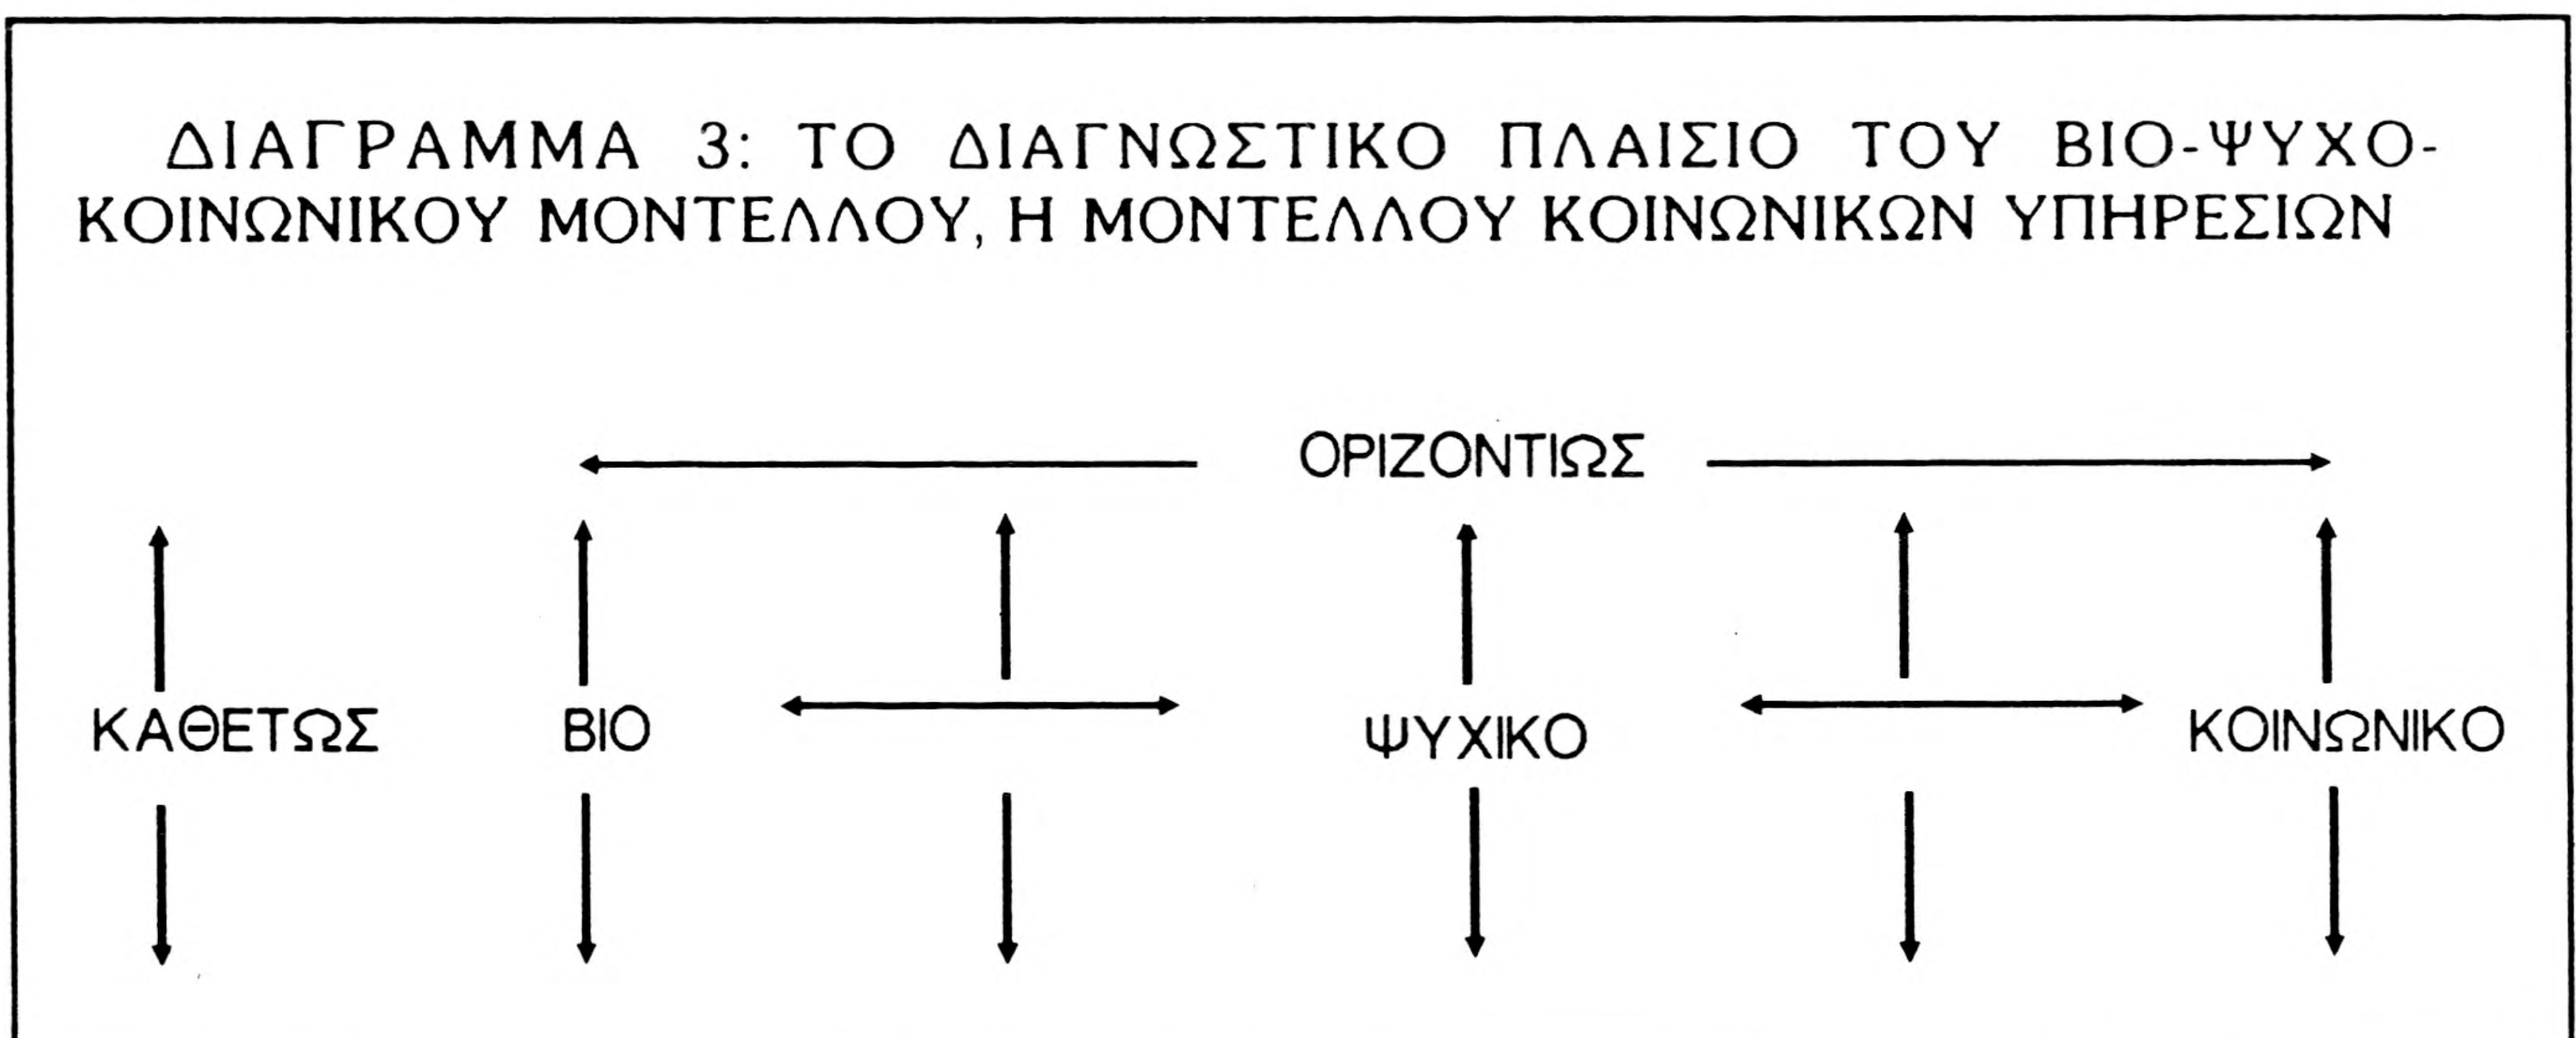 ΔΙΑΓΡΑΜΜΑ 3: ΤΟ ΔΙΑΓΝΩΣΤΙΚΟ ΠΛΑΙΣΙΟ ΤΟΥ ΒΙΟ-ΨΥΧΟ-
ΚΟΙΝΩΝΙΚΟΥ ΜΟΝΤΕΛΛΟΥ, Η ΜΟΝΤΕΛΛΟΥ ΚΟΙΝΩΝΙΚΩΝ ΥΠΗΡΕΣΙΩΝ
ΟΡΙΖΟΝΤΙΩΣ
ΚΑΘΕΤΩΣ ΒΙΟ ΨΥΧΙΚΟ ΚΟΙΝΩΝΙΚΟ